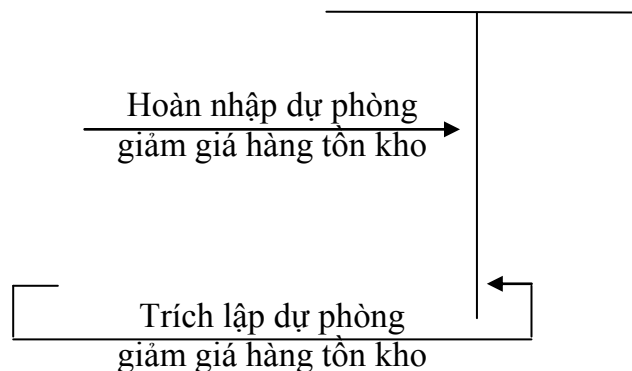 Hoàn nhập dự phòng
giảm giá hàng tồn kho
Trích lập dự phòng
giảm giá hàng tồn kho